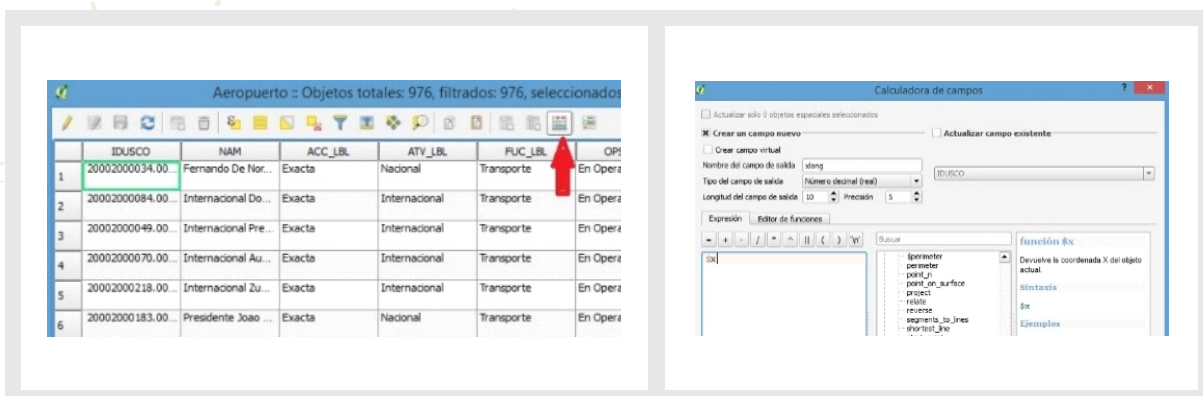 Aeropuerto :: Objetos totales: 976, filtrados: 976, seleccionados
IDUSCO NAM ACC_LBL ATV_LBL FUC_LBL OPS
1 20002000034.00... Fernando De Nor... Exacta Nacional Transporte En Opera
2 20002000084.00... Internacional Do... Exacta Internacional Transporte En Opera
3 20002000049.00... Internacional Pre... Exacta Internacional Transporte En Opera
4 20002000070.00... Internacional Au... Exacta Internacional Transporte En Opera
5 20002000218.00... Internacional Zu... Exacta Internacional Transporte En Opera
6 20002000183.00... Presidente Joao ... Exacta Nacional Transporte En Opera
Calculadora de campos
Actualizar sólo 0 objetos espaciales seleccionados
Crear un campo nuevo
Actualizar campo existente
Crear campo virtual
Nombre del campo de salida xlong
Tipo del campo de salida Número decimal (real)
IDUSCO
Longitud del campo de salida 10 Precisión 5
Expresión Editor de funciones
= + - / * ^ || ( ) '\n'
Buscar
$x
$perimeter
perimeter
point_n
point_on_surface
project
relate
reverse
segments_to_lines
shortest_line
función $x
Devuelve la coordenada X del objeto
actual.
Sintaxis
$x
Ejemplos